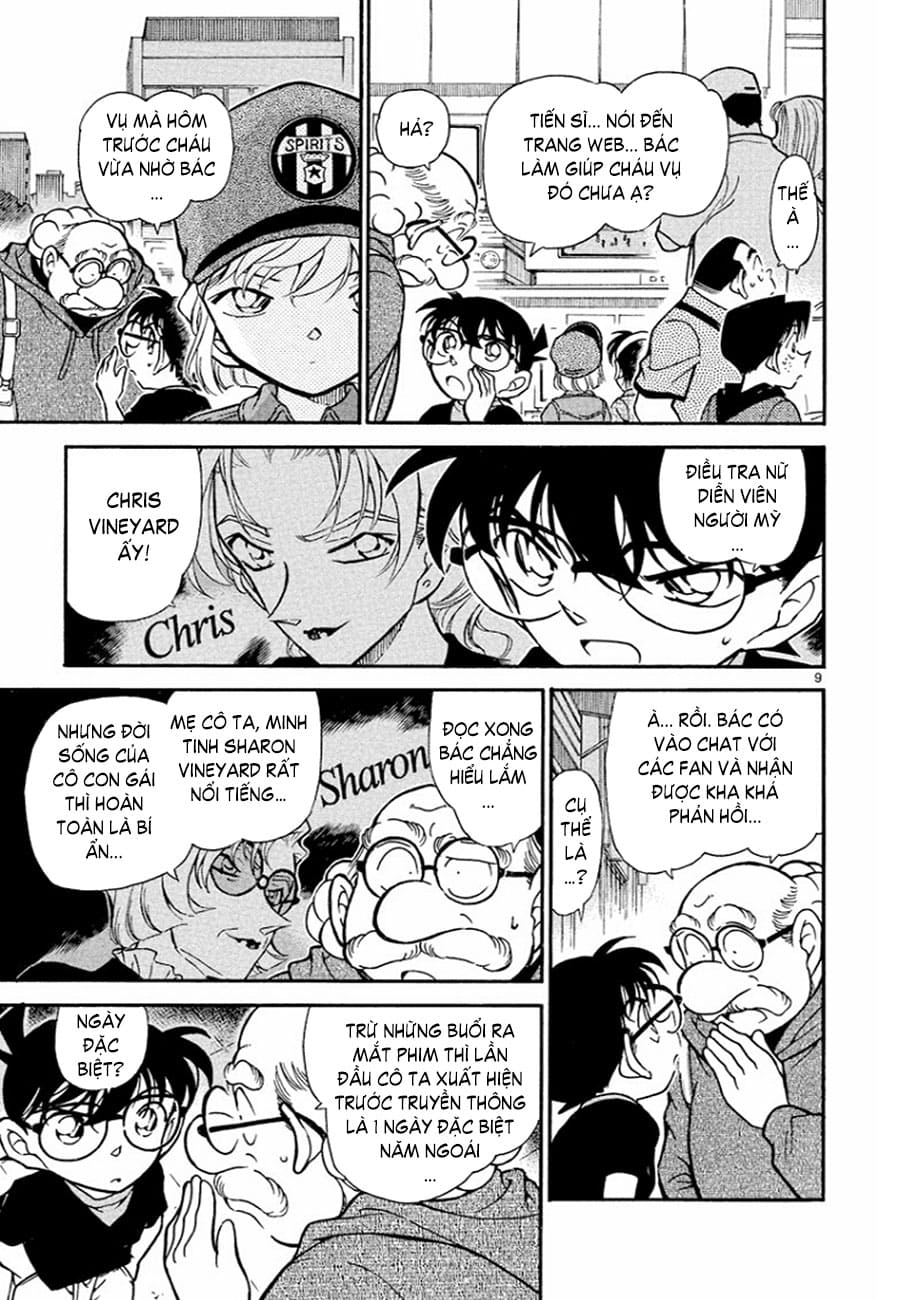 THẾ
À
...
TIẾN SĨ... NÓI ĐẾN
TRANG WEB... BÁC
LÀM GIÚP CHÁU VỤ
ĐÓ CHƯA Ạ?
HẢ?
VỤ MÀ HÔM
TRƯỚC CHÁU
VỪA NHỜ BÁC
...
SPIRITS
ĐIỀU TRA NỮ
DIỄN VIÊN
NGƯỜI MỸ
...
CHRIS
VINEYARD
ẤY!
Chris
9
À... RỒI. BÁC CÓ
VÀO CHAT VỚI
CÁC FAN VÀ NHẬN
ĐƯỢC KHA KHÁ
PHẢN HỒI...
CỤ
THỂ
LÀ
...?
ĐỌC XONG
BÁC CHẲNG
HIỂU LẮM
...
MẸ CÔ TA, MINH
TINH SHARON
VINEYARD RẤT
NỔI TIẾNG...
Sharon
NHƯNG ĐỜI
SỐNG CỦA
CÔ CON GÁI
THÌ HOÀN
TOÀN LÀ BÍ
ẨN...
TRỪ NHỮNG BUỔI RA
MẮT PHIM THÌ LẦN
ĐẦU CÔ TA XUẤT HIỆN
TRƯỚC TRUYỀN THÔNG
LÀ 1 NGÀY ĐẶC BIỆT
NĂM NGOÁI
...
NGÀY
ĐẶC
BIỆT?